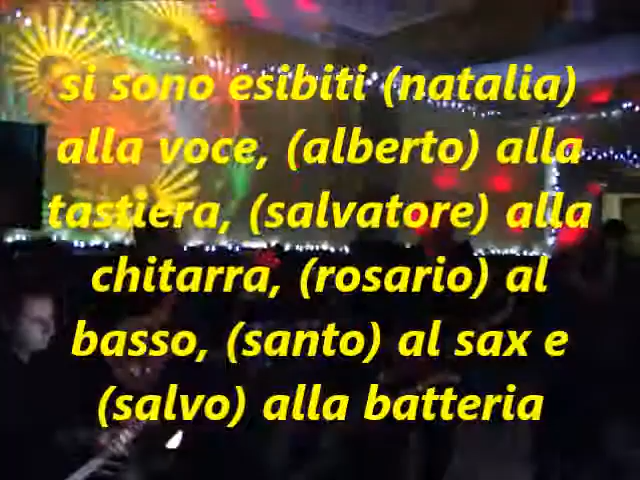 si sono esibiti (natalia)
alla voce, (alberto) alla
tastiera, (salvatore) alla
chitarra, (rosario) al
basso, (santo) al sax e
(salvo) alla batteria